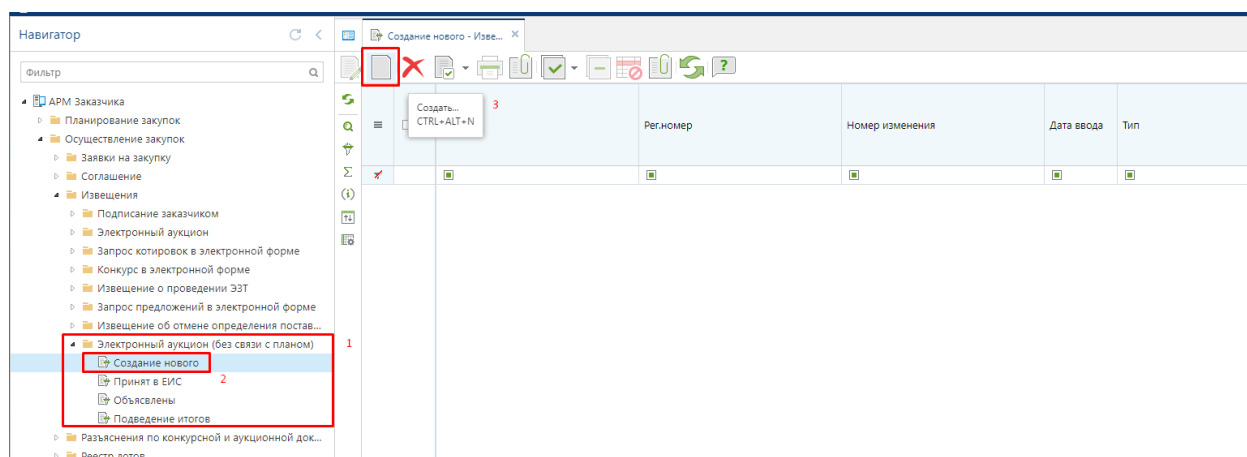 Навигатор
Создание нового - Изве...
Фильтр
АРМ Заказчика
Планирование закупок
Осуществление закупок
Заявки на закупку
Соглашение
Извещения
Подписание заказчиком
Электронный аукцион
Запрос котировок в электронной форме
Конкурс в электронной форме
Извещение о проведении ЭЗТ
Запрос предложений в электронной форме
Извещение об отмене определения постав...
Электронный аукцион (без связи с планом)
1
Создание нового
2
Принят в ЕИС
Объясвлены
Подведение итогов
Разъяснения по конкурсной и аукционной док...
Реестр лотов
Создать...
CTRL+ALT+N
3
Рег.номер
Номер изменения
Дата ввода
Тип